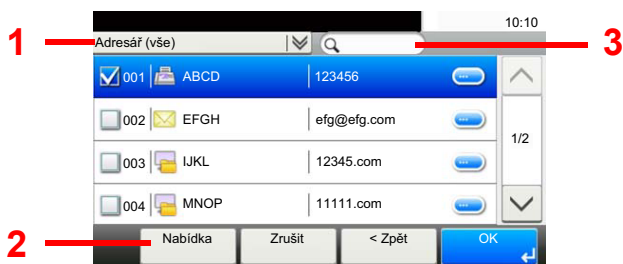 10:10
1 Adresář (vše) 3
001 ABCD 123456
002 EFGH efg@efg.com
003 IJKL 12345.com
004 MNOP 11111.com
1/2
2 Nabídka Zrušit < Zpět OK